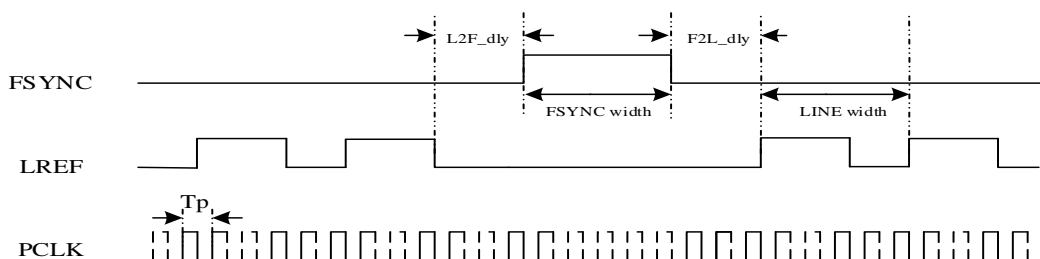 L2F_dly
F2L_dly
FSYNC
FSYNC width
LINE width
LREF
Tp
PCLK